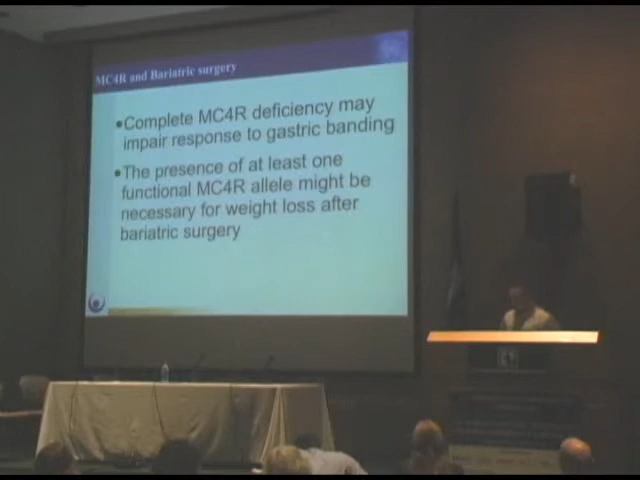 MC4R and Bariatric surgery
•Complete MC4R deficiency may
impair response to gastric banding
•The presence of at least one
functional MC4R allele might be
necessary for weight loss after
bariatric surgery